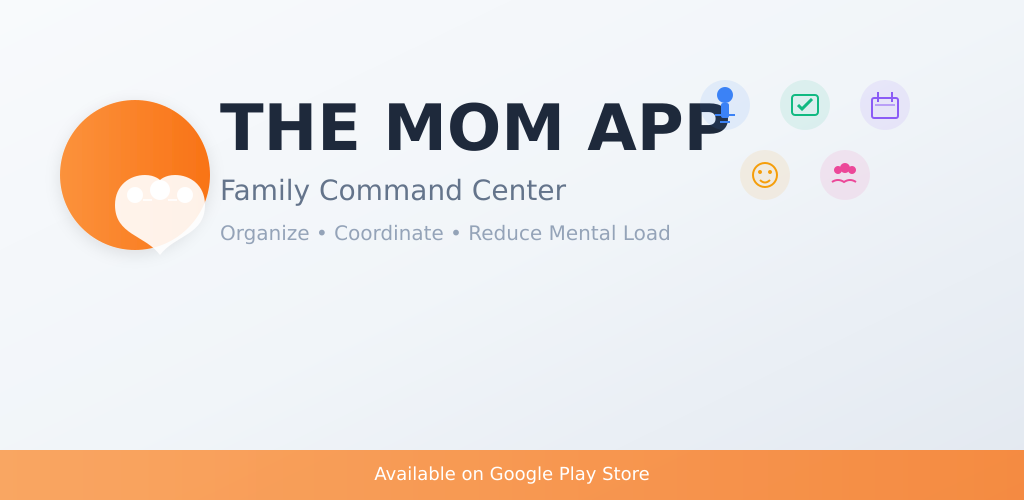 THE MOM APP
Family Command Center
Organize • Coordinate • Reduce Mental Load
Available on Google Play Store